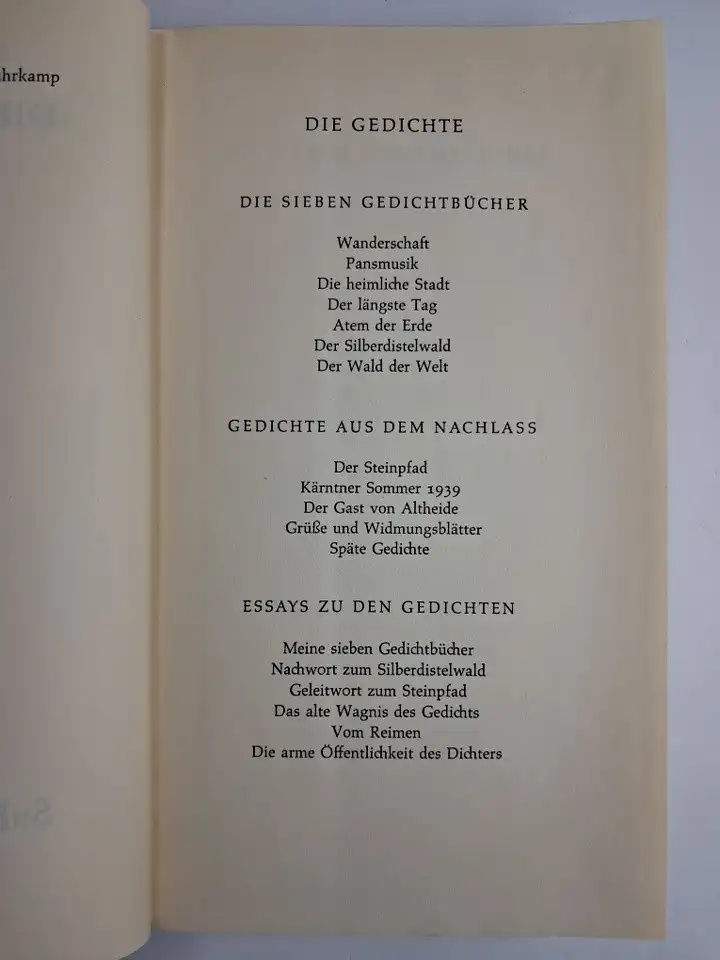 DIE GEDICHTE
DIE SIEBEN GEDICHTBÜCHER
Wanderschaft
Pansmusik
Die heimliche Stadt
Der längste Tag
Atem der Erde
Der Silberdistelwald
Der Wald der Welt
GEDICHTE AUS DEM NACHLASS
Der Steinpfad
Kärntner Sommer 1939
Der Gast von Altheide
Grüße und Widmungsblätter
Späte Gedichte
ESSAYS ZU DEN GEDICHTEN
Meine sieben Gedichtbücher
Nachwort zum Silberdistelwald
Geleitwort zum Steinpfad
Das alte Wagnis des Gedichts
Vom Reimen
Die arme Öffentlichkeit des Dichters